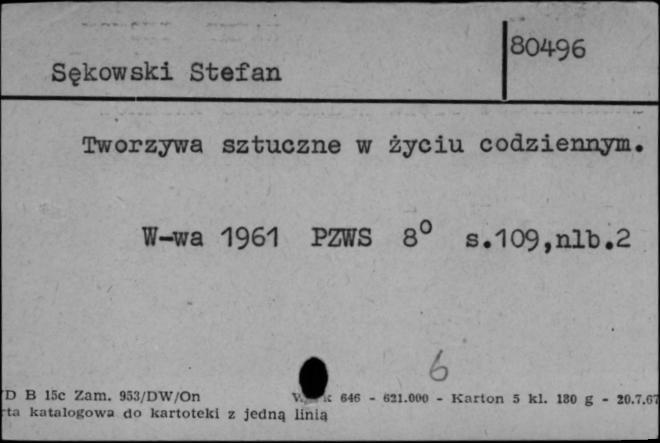 80496
Sękowski Stefan
Tworzywa sztuczne w życiu codziennym.
W-wa 1961 PZWS 8° s.109,nlb.2
6
D B 15c Zam. 953/DW/On 646 - 621.000 - Karton 5 kl. 180 g - 20.7.67
rta katalogowa do kartoteki z jedną linią